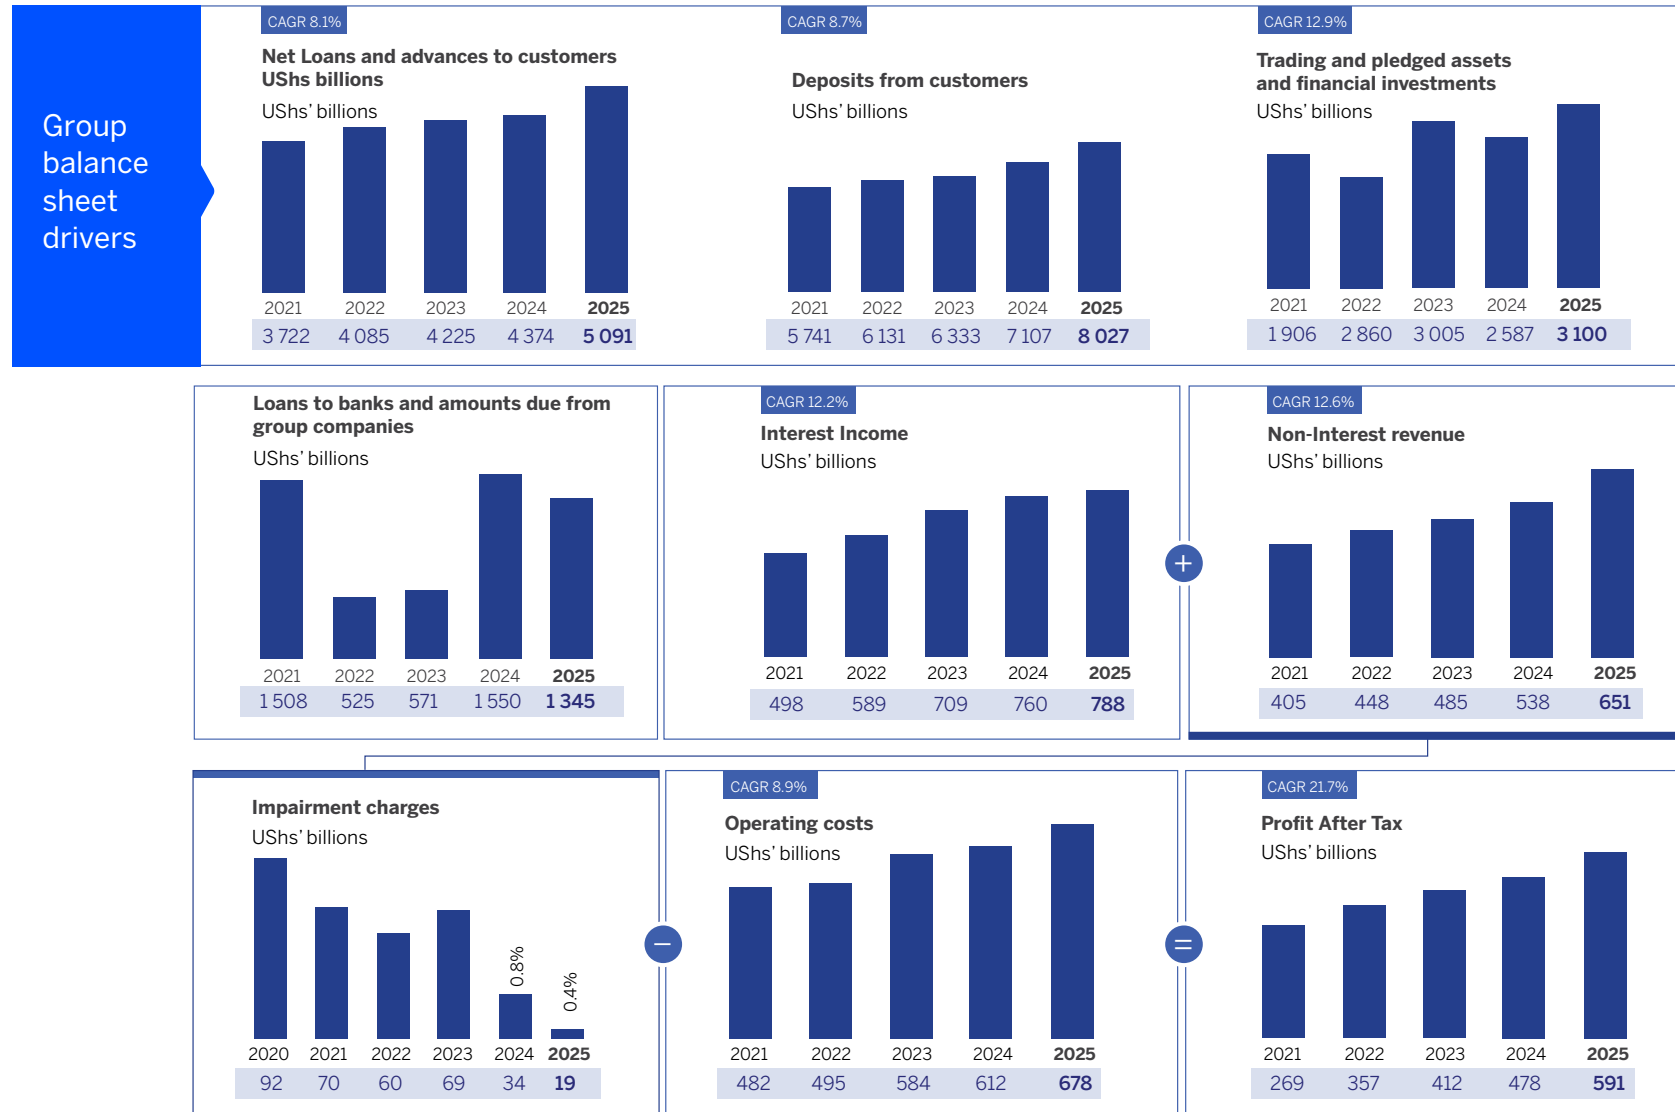 Group
balance
sheet
drivers
CAGR 8.1%
Net Loans and advances to customers
UShs billions
UShs' billions
2021 2022 2023 2024 2025
3 722 4 085 4 225 4 374 5 091
CAGR 8.7%
Deposits from customers
UShs' billions
2021 2022 2023 2024 2025
5 741 6 131 6 333 7 107 8 027
CAGR 12.9%
Trading and pledged assets
and financial investments
UShs' billions
2021 2022 2023 2024 2025
1 906 2 860 3 005 2 587 3 100
Loans to banks and amounts due from
group companies
UShs' billions
2021 2022 2023 2024 2025
1 508 525 571 1 550 1 345
CAGR 12.2%
Interest Income
UShs' billions
2021 2022 2023 2024 2025
498 589 709 760 788
+
CAGR 12.6%
Non-Interest revenue
UShs' billions
2021 2022 2023 2024 2025
405 448 485 538 651
Impairment charges
UShs' billions
0.8%
0.4%
2020 2021 2022 2023 2024 2025
92 70 60 69 34 19
−
CAGR 8.9%
Operating costs
UShs' billions
2021 2022 2023 2024 2025
482 495 584 612 678
=
CAGR 21.7%
Profit After Tax
UShs' billions
2021 2022 2023 2024 2025
269 357 412 478 591